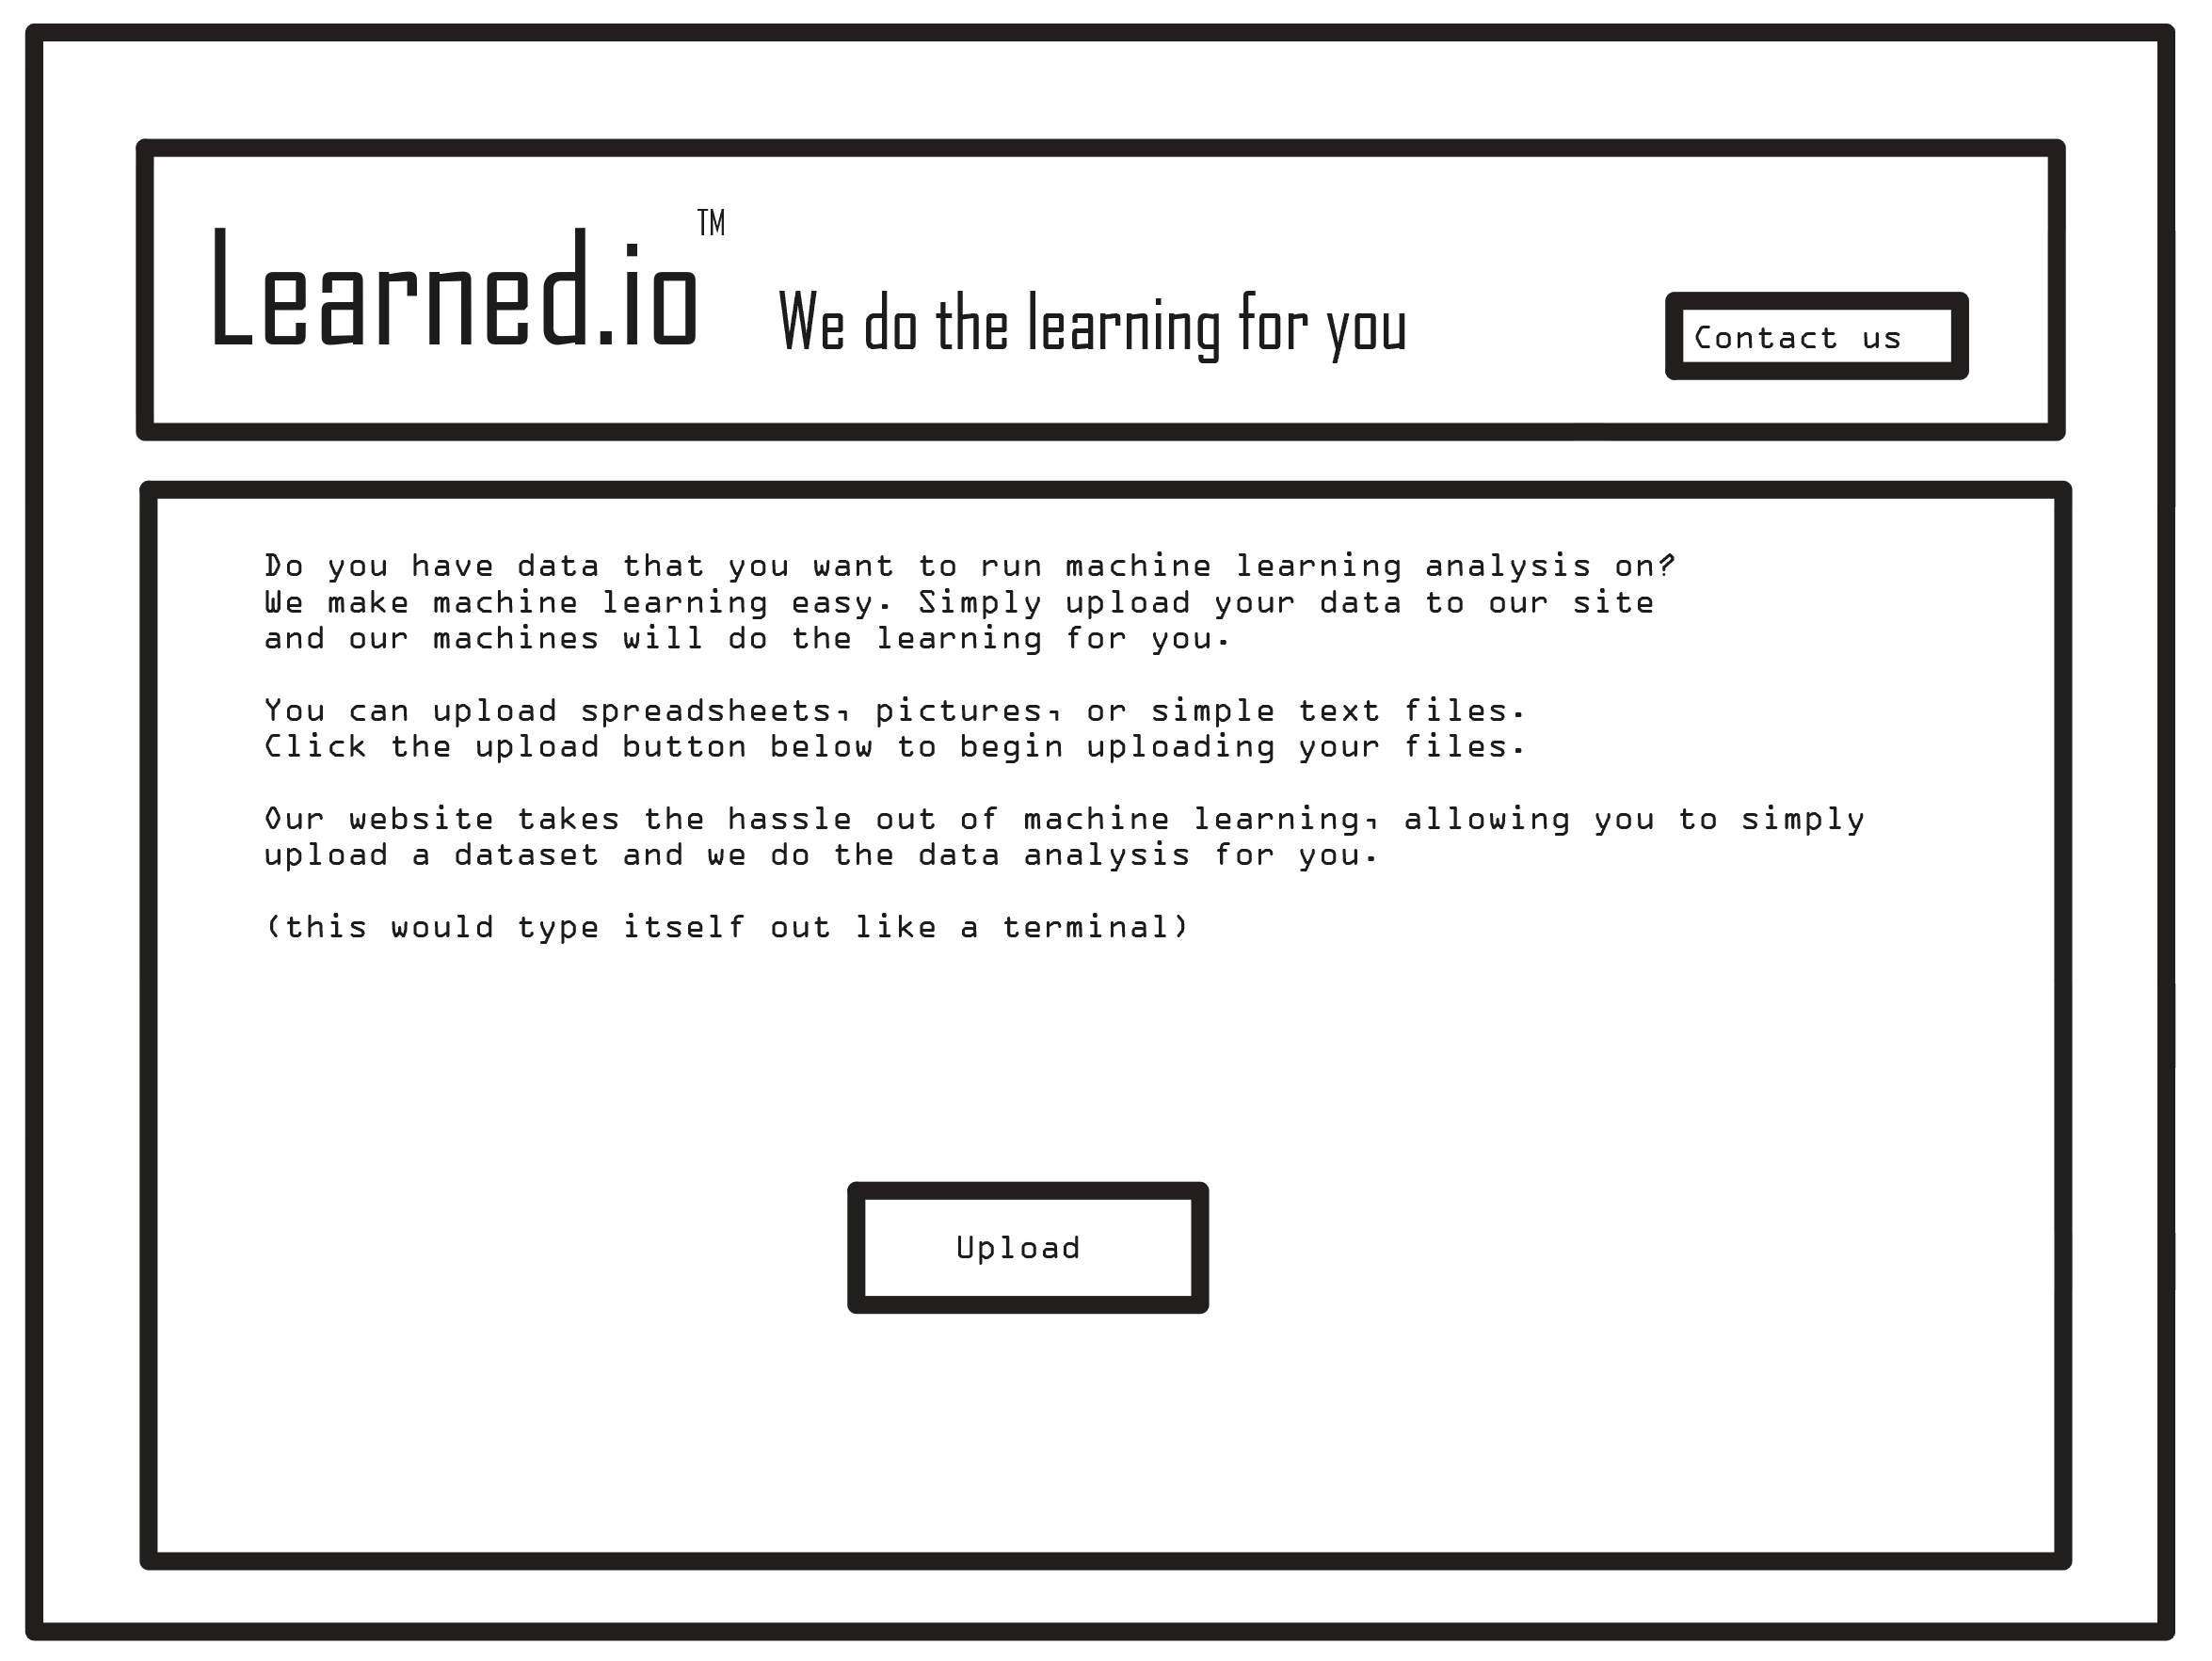 Learned.io™
We do the learning for you
Contact us
Do you have data that you want to run machine learning analysis on?
We make machine learning easy. Simply upload your data to our site
and our machines will do the learning for you.
You can upload spreadsheets, pictures, or simple text files.
Click the upload button below to begin uploading your files.
Our website takes the hassle out of machine learning, allowing you to simply
upload a dataset and we do the data analysis for you.
(this would type itself out like a terminal)
Upload